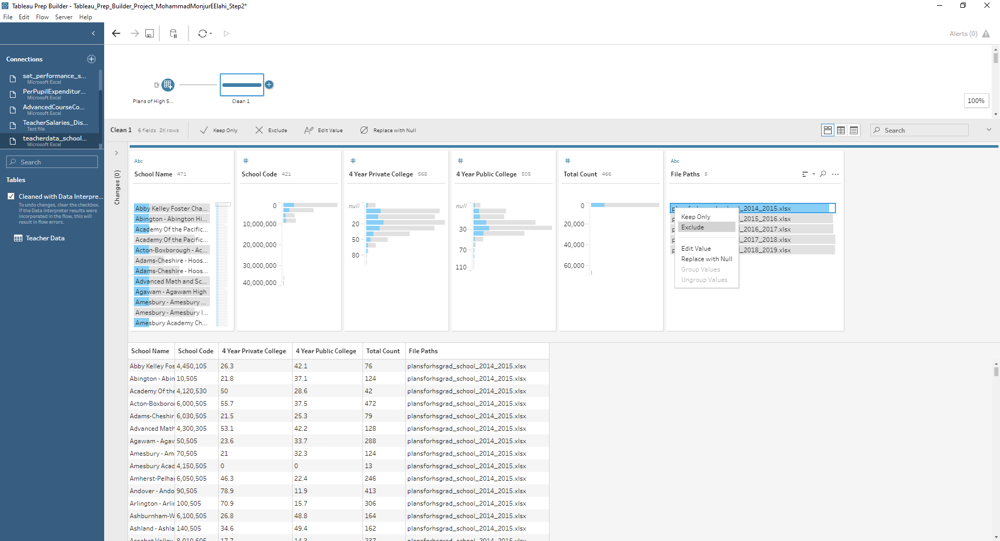 Tableau Prep Builder - Tableau_Prep_Builder_Project_MohammadMonjurEElahi_Step2*
File Edit Flow Server Help
Alerts (0)
Connections
sat_performance_s...
Microsoft Excel
PerPupilExpenditur...
Microsoft Excel
AdvancedCourseCo...
Microsoft Excel
TeacherSalaries_Dis...
Text file
teacherdata_school...
Microsoft Excel
Search
Tables
Cleaned with Data Interpre...
To undo changes, clear the checkbox.
If the Data Interpreter results were
incorporated in the flow, this will
result in flow errors.
Teacher Data
Plans of High S...
Clean 1
100%
Clean 1 6 fields 2K rows Keep Only Exclude Edit Value Replace with Null Search
Changes (0)
Abc
School Name 471
Abby Kelley Foster Cha...
Abington - Abington Hi...
Academy Of the Pacific...
Academy Of the Pacific...
Acton-Boxborough - Ac...
Adams-Cheshire - Hoos...
Adams-Cheshire - Hoos...
Advanced Math and Sc...
Agawam - Agawam High
Amesbury - Amesbury ...
Amesbury - Amesbury I...
Amesbury Academy Ch...
#
School Code 421
0
10,000,000
20,000,000
30,000,000
40,000,000
#
4 Year Private College 568
null
20
50
80
#
4 Year Public College 505
null
30
70
110
#
Total Count 466
0
20,000
40,000
60,000
Abc
File Paths 5
_2014_2015.xlsx
_2015_2016.xlsx
_2016_2017.xlsx
_2017_2018.xlsx
_2018_2019.xlsx
Keep Only
Exclude
Edit Value
Replace with Null
Group Values
Ungroup Values
School Name School Code 4 Year Private College 4 Year Public College Total Count File Paths
Abby Kelley Fos 4,450,105 26.3 42.1 76 plansforhsgrad_school_2014_2015.xlsx
Abington - Abin 10,505 21.8 37.1 124 plansforhsgrad_school_2014_2015.xlsx
Academy Of the 4,120,530 50 28.6 42 plansforhsgrad_school_2014_2015.xlsx
Acton-Boxboro 6,000,505 55.7 37.5 472 plansforhsgrad_school_2014_2015.xlsx
Adams-Cheshir 6,030,505 21.5 25.3 79 plansforhsgrad_school_2014_2015.xlsx
Advanced Math 4,300,305 53.1 42.2 128 plansforhsgrad_school_2014_2015.xlsx
Agawam - Agaw 50,505 23.6 33.7 288 plansforhsgrad_school_2014_2015.xlsx
Amesbury - Am 70,505 21 32.3 124 plansforhsgrad_school_2014_2015.xlsx
Amesbury Acad 4,150,505 0 0 13 plansforhsgrad_school_2014_2015.xlsx
Amherst-Pelha 6,050,505 46.3 22.4 246 plansforhsgrad_school_2014_2015.xlsx
Andover - Ando 90,505 78.9 11.9 413 plansforhsgrad_school_2014_2015.xlsx
Arlington - Arli 100,505 70.9 15.7 306 plansforhsgrad_school_2014_2015.xlsx
Ashburnham-W 6,100,505 26.8 48.8 164 plansforhsgrad_school_2014_2015.xlsx
Ashland - Ashla 140,505 34.6 49.4 162 plansforhsgrad_school_2014_2015.xlsx
Assabet Valley 8,010,605 17.7 14.3 237 plansforhsgrad_school_2014_2015.xlsx